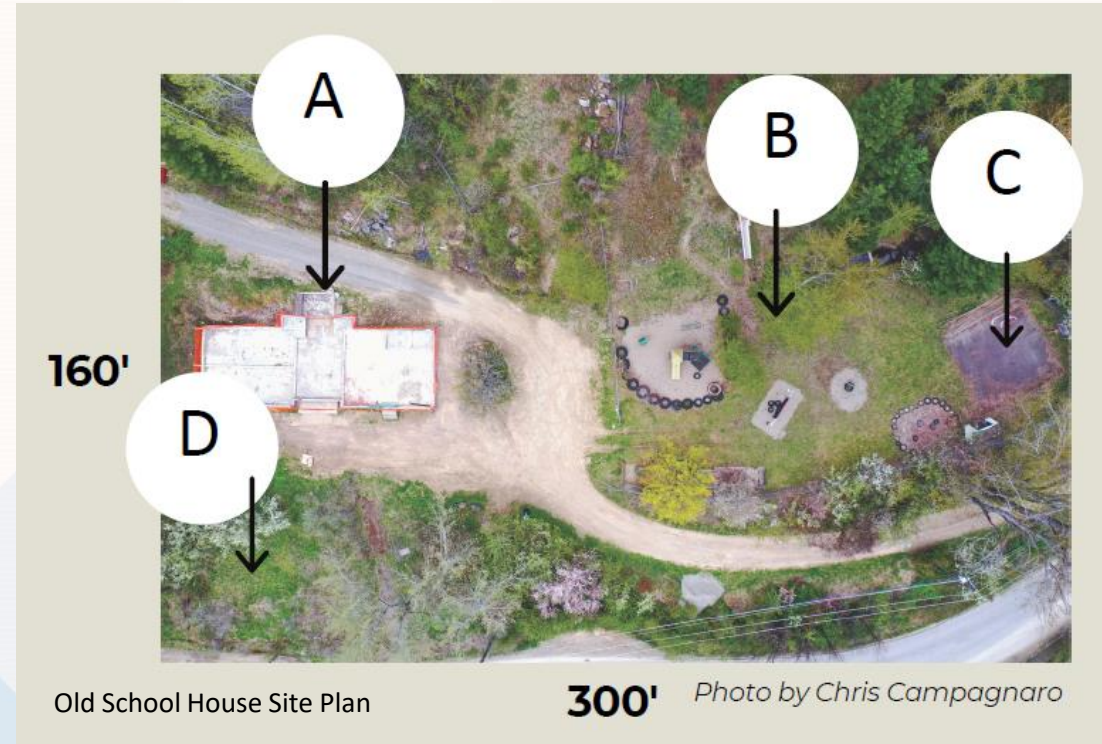 A
B
C
160'
D
Old School House Site Plan
300'
Photo by Chris Campagnaro